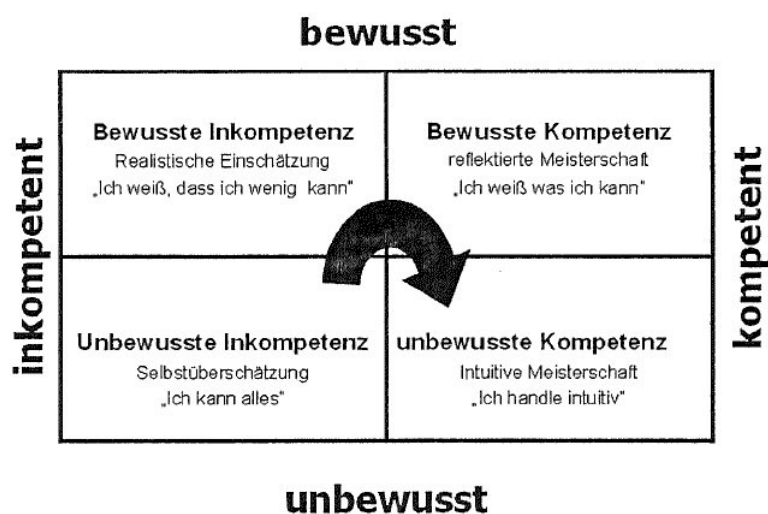 bewusst
inkompetent
Bewusste Inkompetenz
Realistische Einschätzung
„Ich weiß, dass ich wenig kann“
Bewusste Kompetenz
reflektierte Meisterschaft
„Ich weiß was ich kann“
kompetent
Unbewusste Inkompetenz
Selbstüberschätzung
„Ich kann alles“
unbewusste Kompetenz
Intuitive Meisterschaft
„Ich handle intuitiv“
unbewusst